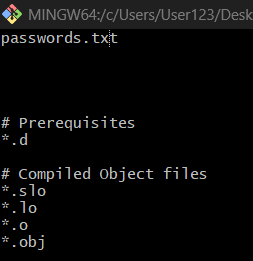 MINGW64:/c/Users/User123/Desk
passwords.txt
# Prerequisites
*.d
# Compiled Object files
*.slo
*.lo
*.o
*.obj